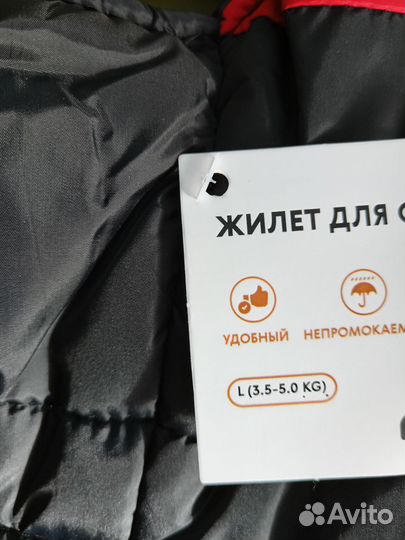 ЖИЛЕТ ДЛЯ
УДОБНЫЙ НЕПРОМОКАЕМ
L (3.5-5.0 KG)
Avito